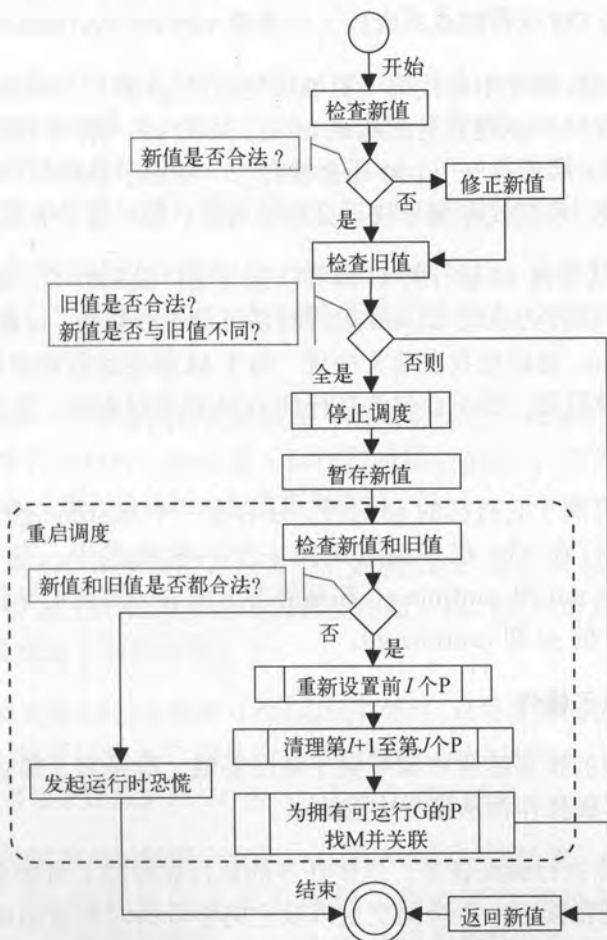 开始
检查新值
新值是否合法?
否
修正新值
是
检查旧值
旧值是否合法?
新值是否与旧值不同?
全是
否则
停止调度
暂存新值
重启调度
检查新值和旧值
新值和旧值是否都合法?
否
是
重新设置前I个P
清理第I+1至第J个P
发起运行时恐慌
为拥有可运行G的P
找M并关联
结束
返回新值